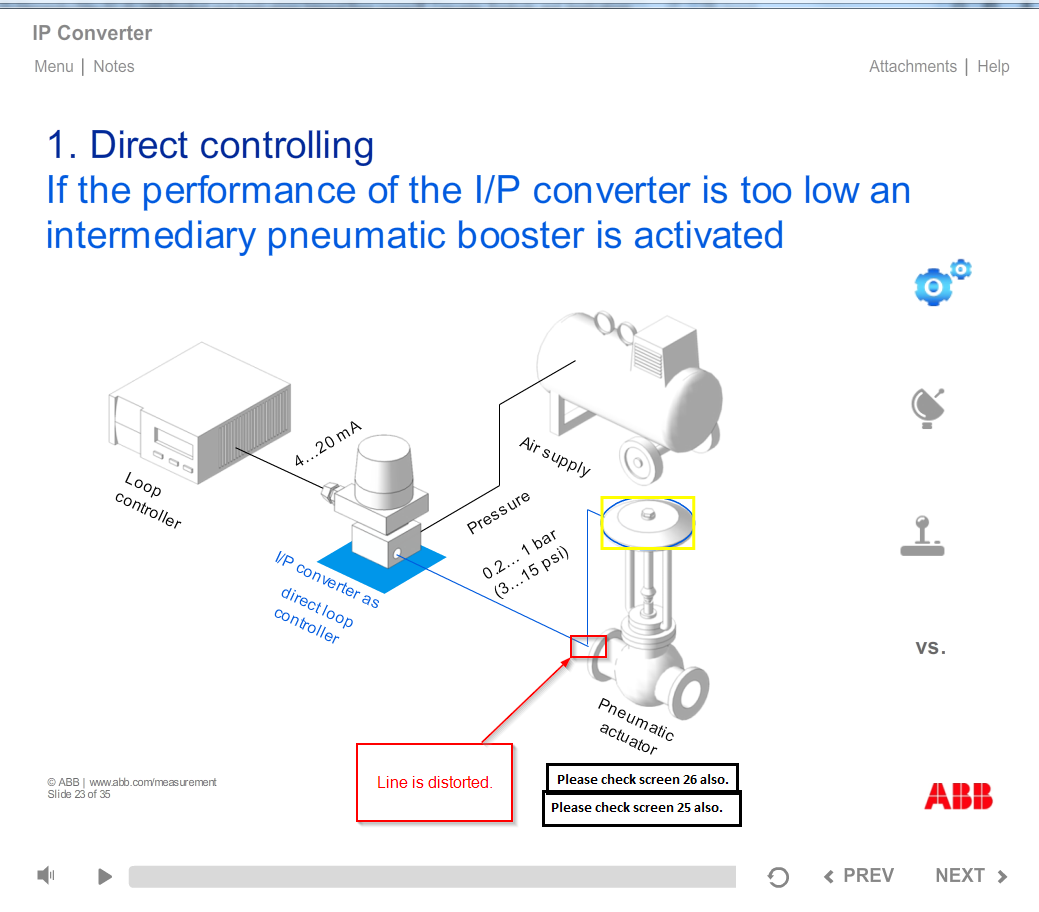 IP Converter
Menu | Notes
Attachments | Help
1. Direct controlling
If the performance of the I/P converter is too low an
intermediary pneumatic booster is activated
4...20 mA
Loop
controller
Air supply
Pressure
0.2... 1 bar
(3...15 psi)
I/P converter as
direct loop
controller
vs.
Pneumatic
actuator
Line is distorted.
Please check screen 26 also.
Please check screen 25 also.
© ABB | www.abb.com/measurement
Slide 23 of 35
ABB
PREV
NEXT